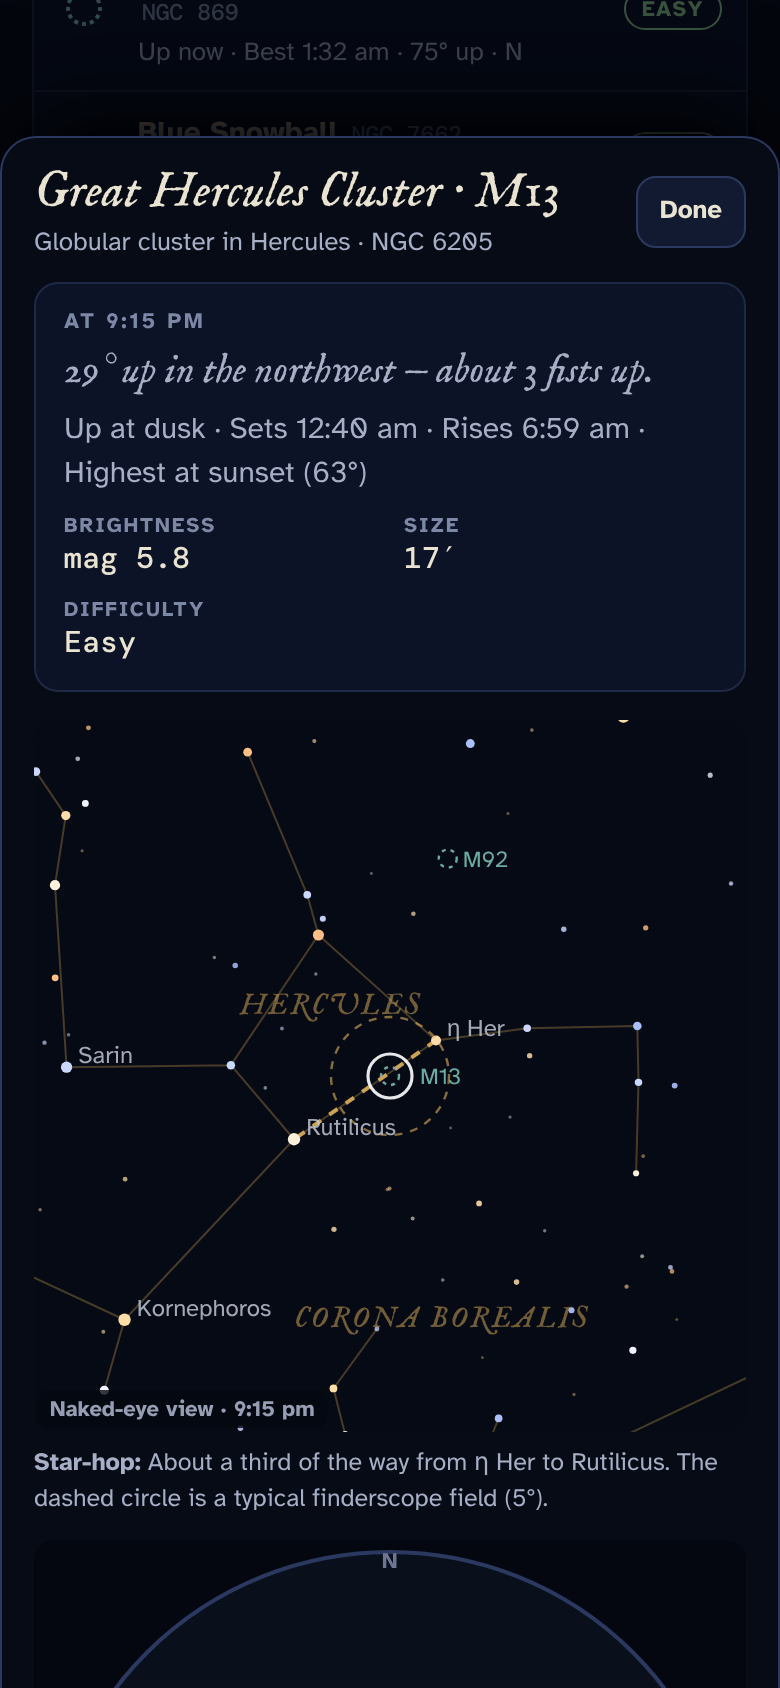 NGC 869
EASY
Up now · Best 1:32 am · 75° up · N
Blue Snowball NGC 7662
Great Hercules Cluster · M13
Done
Globular cluster in Hercules · NGC 6205
AT 9:15 PM
29° up in the northwest — about 3 fists up.
Up at dusk · Sets 12:40 am · Rises 6:59 am ·
Highest at sunset (63°)
BRIGHTNESS
SIZE
mag 5.8
17′
DIFFICULTY
Easy
M92
HERCULES
η Her
Sarin
M13
Rutilicus
Kornephoros
CORONA BOREALIS
Naked-eye view · 9:15 pm
Star-hop: About a third of the way from η Her to Rutilicus. The
dashed circle is a typical finderscope field (5°).
N